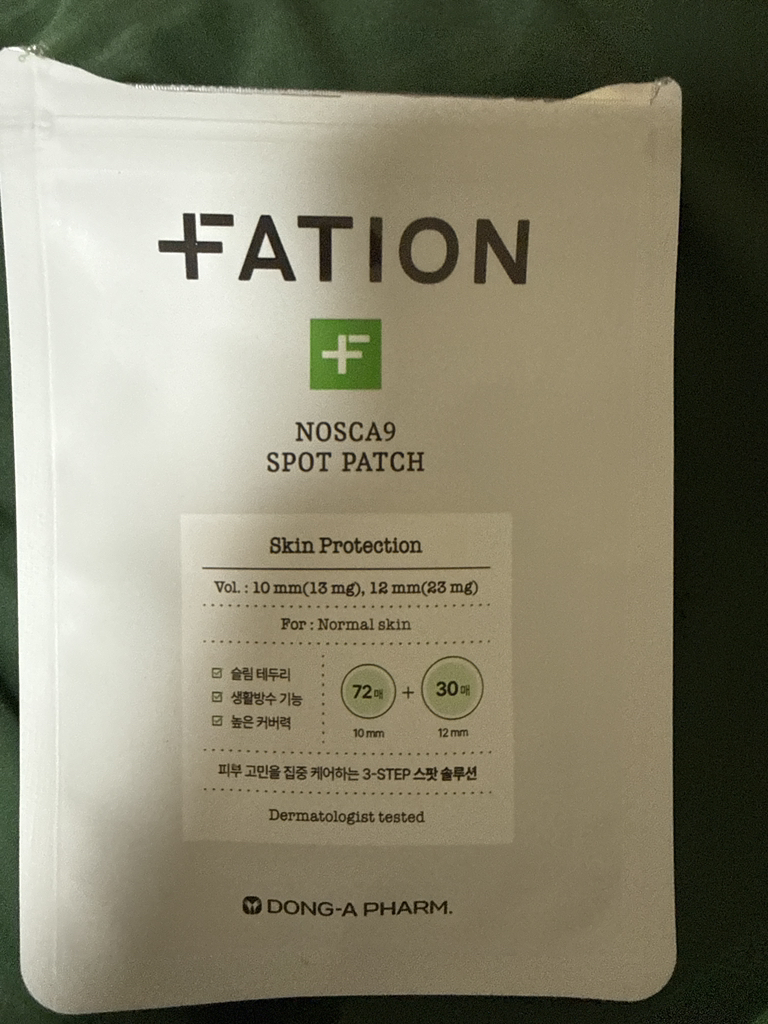 FATION
F
NOSCA9
SPOT PATCH
Skin Protection
Vol. : 10 mm(13 mg), 12 mm(23 mg)
For : Normal skin
☑ 슬림 테두리
☑ 생활방수 기능
☑ 높은 커버력
72매 + 30매
10 mm 12 mm
피부 고민을 집중 케어하는 3-STEP 스팟 솔루션
Dermatologist tested
DONG-A PHARM.